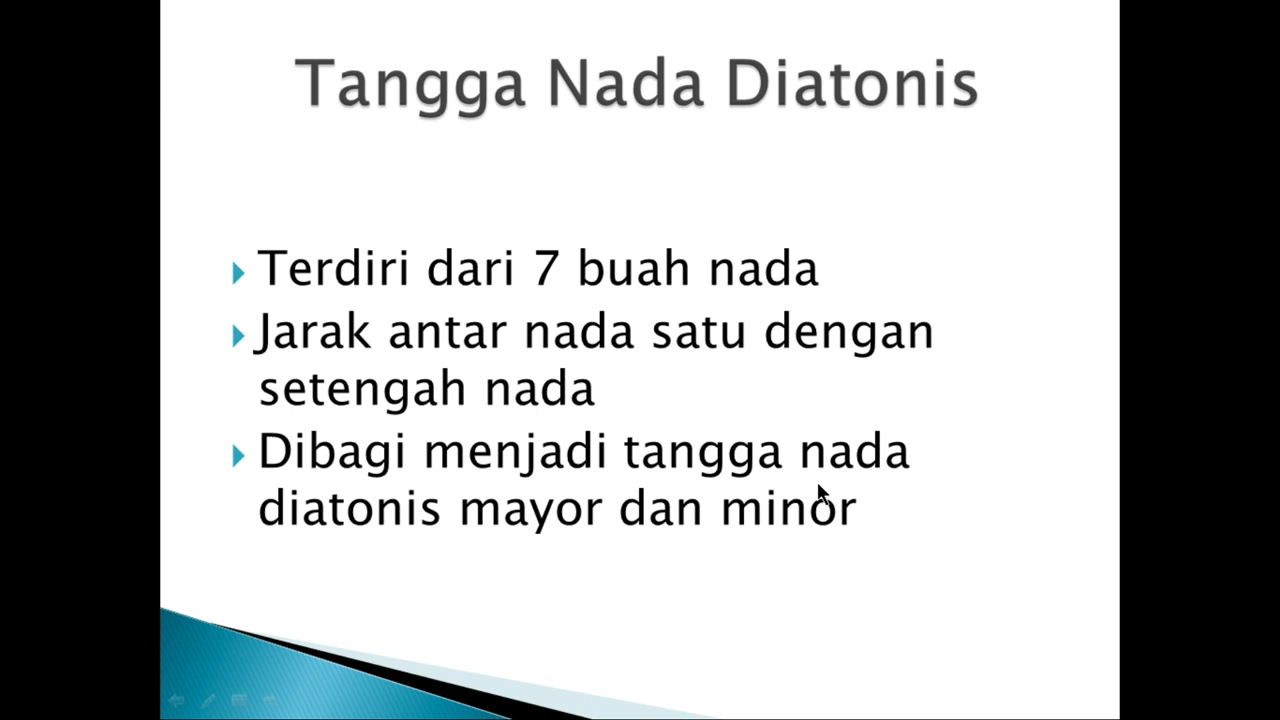 Tangga Nada Diatonis
Terdiri dari 7 buah nada
Jarak antar nada satu dengan
setengah nada
Dibagi menjadi tangga nada
diatonis mayor dan minor